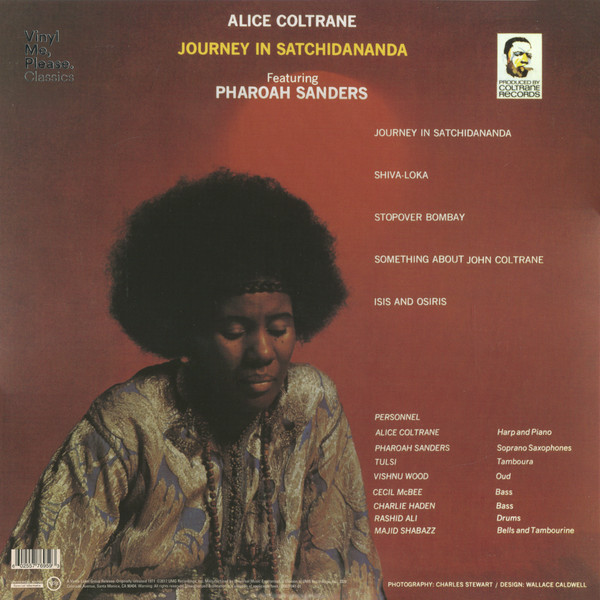 ALICE COLTRANE
JOURNEY IN SATCHIDANANDA
Featuring
PHAROAH SANDERS
Vinyl
Me,
Please.
Classics
PRODUCED BY
COLTRANE
RECORDS
JOURNEY IN SATCHIDANANDA
SHIVA-LOKA
STOPOVER BOMBAY
SOMETHING ABOUT JOHN COLTRANE
ISIS AND OSIRIS
PERSONNEL
ALICE COLTRANE Harp and Piano
PHAROAH SANDERS Soprano Saxophones
TULSI Tamboura
VISHNU WOOD Oud
CECIL McBEE Bass
CHARLIE HADEN Bass
RASHID ALI Drums
MAJID SHABAZZ Bells and Tambourine
PHOTOGRAPHY: CHARLES STEWART / DESIGN: WALLACE CALDWELL